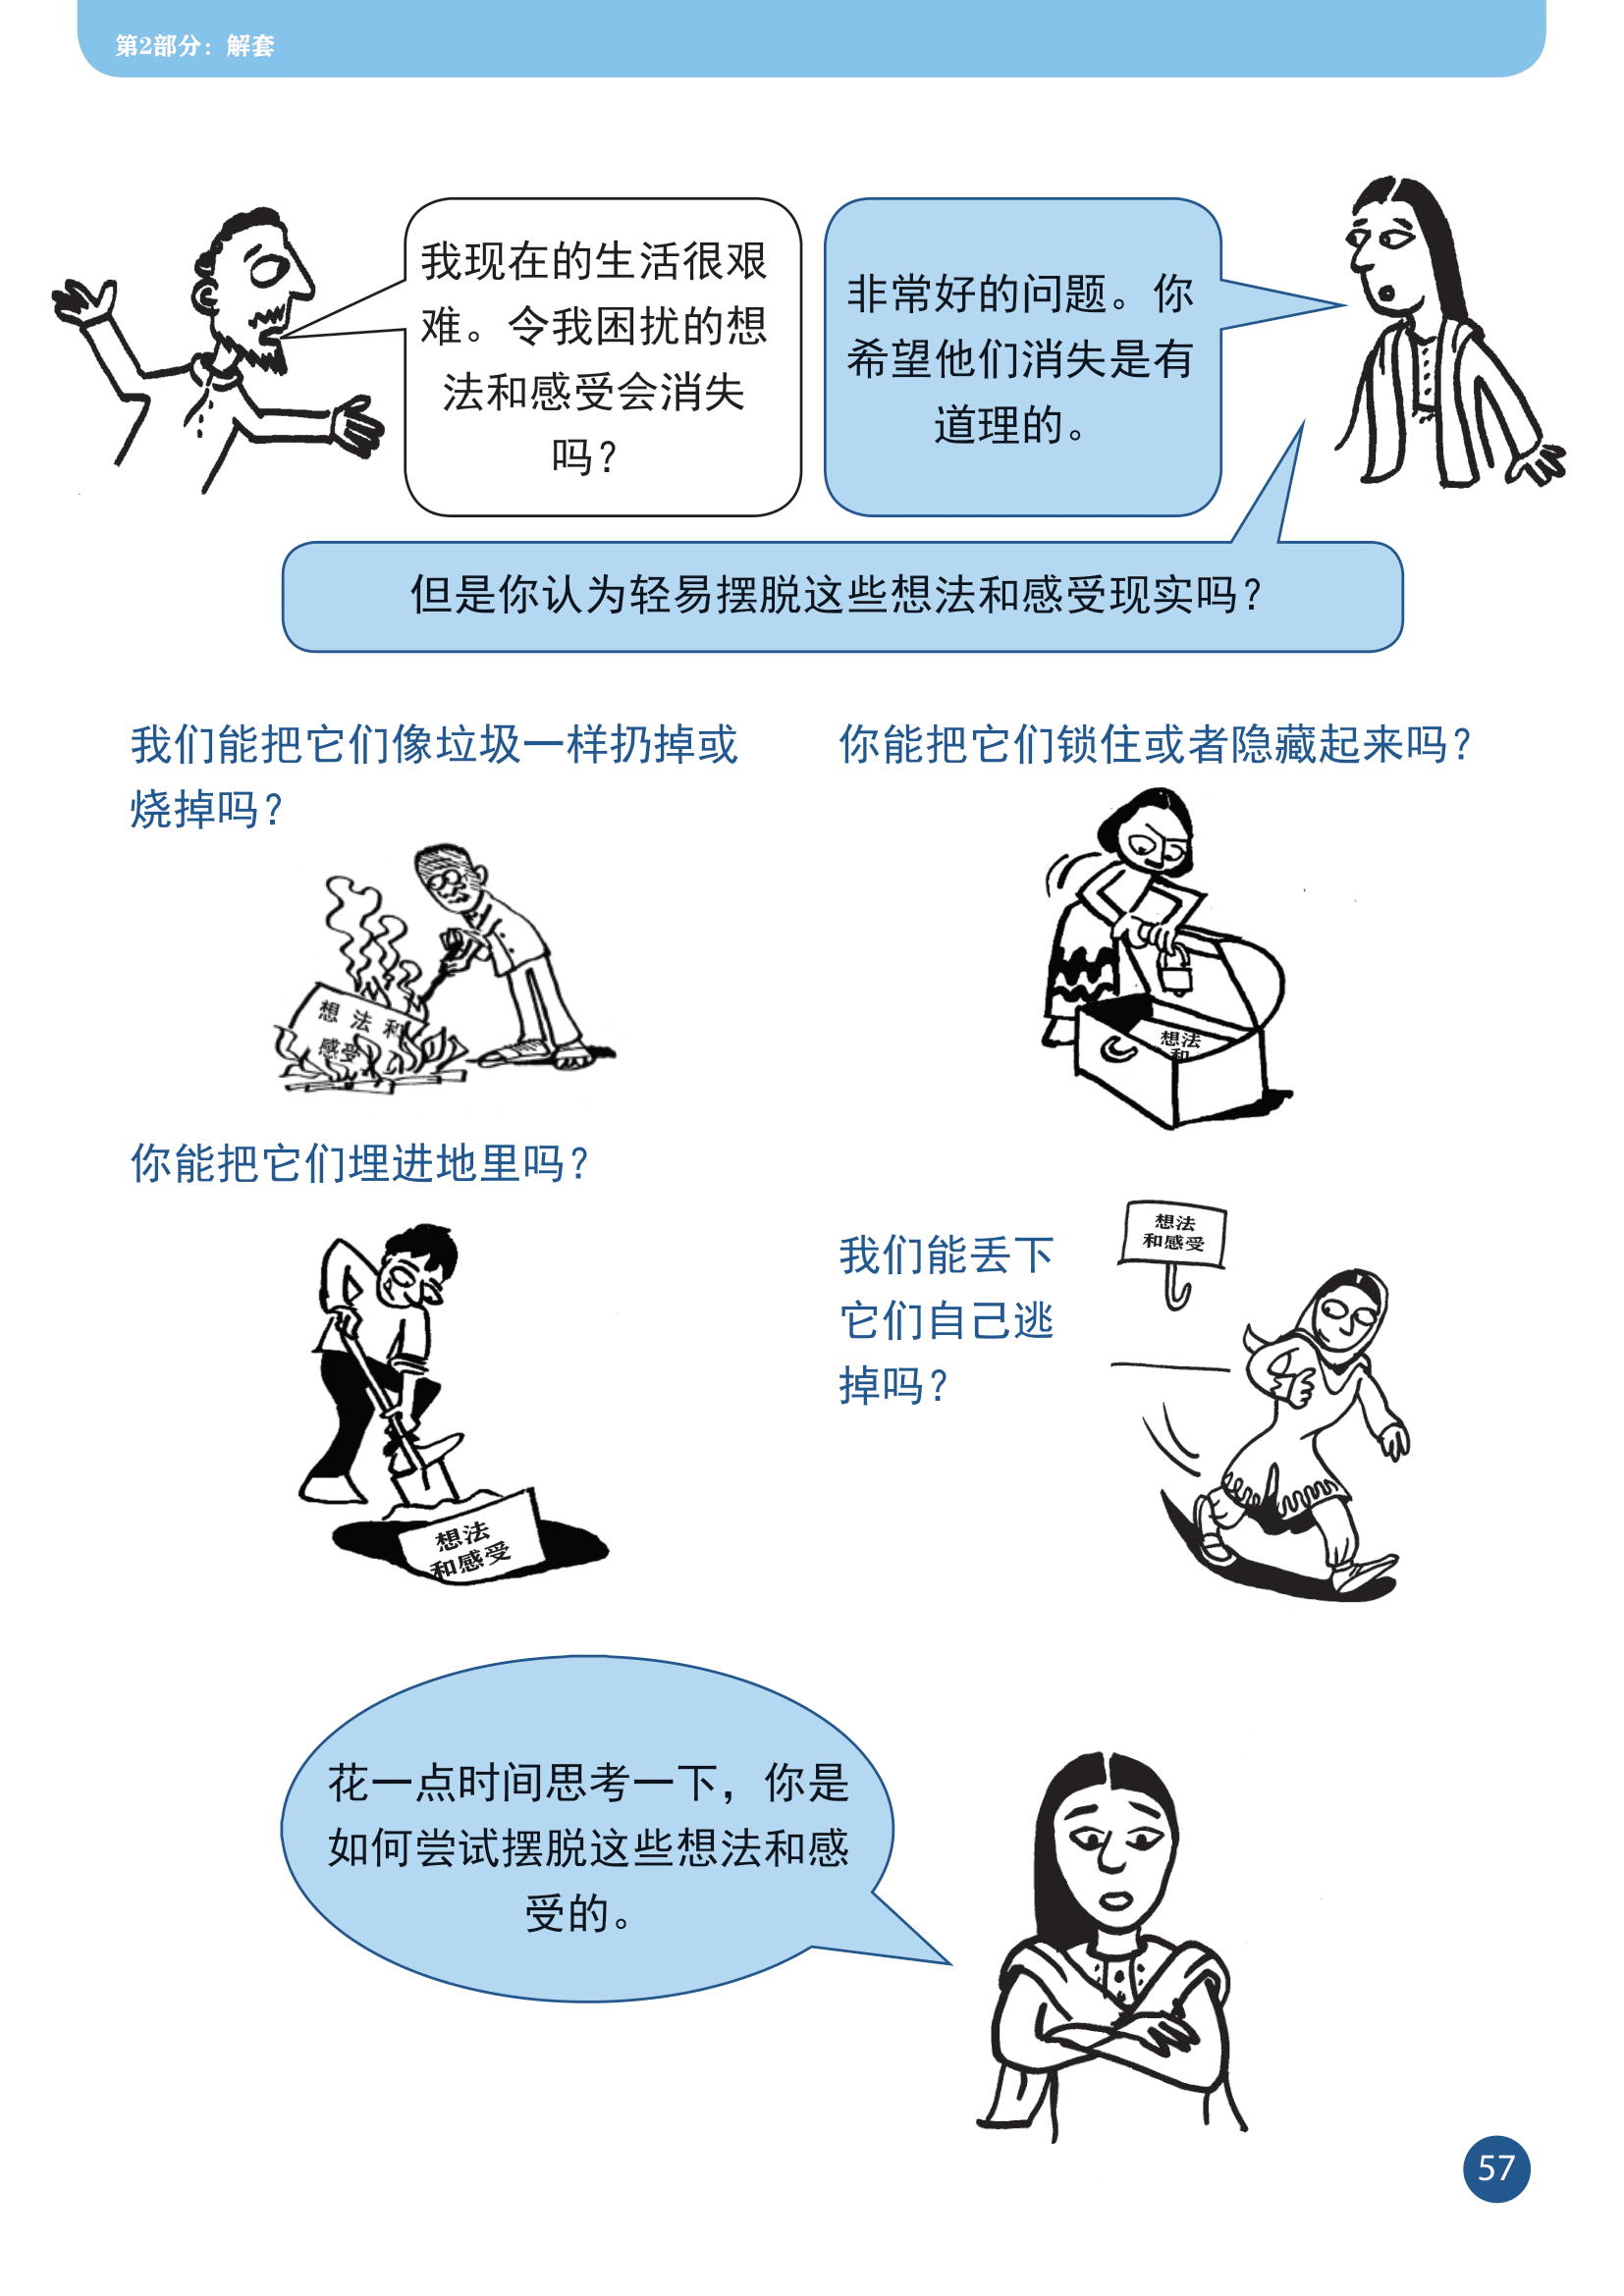 第2部分：解套
我现在的生活很艰
难。令我困扰的想
法和感受会消失
吗？
非常好的问题。你
希望他们消失是有
道理的。
但是你认为轻易摆脱这些想法和感受现实吗？
我们能把它们像垃圾一样扔掉或
烧掉吗？
你能把它们锁住或者隐藏起来吗？
想法和
感受
想法
和
你能把它们埋进地里吗？
我们能丢下
它们自己逃
掉吗？
想法
和感受
想法
和感受
花一点时间思考一下，你是
如何尝试摆脱这些想法和感
受的。
57